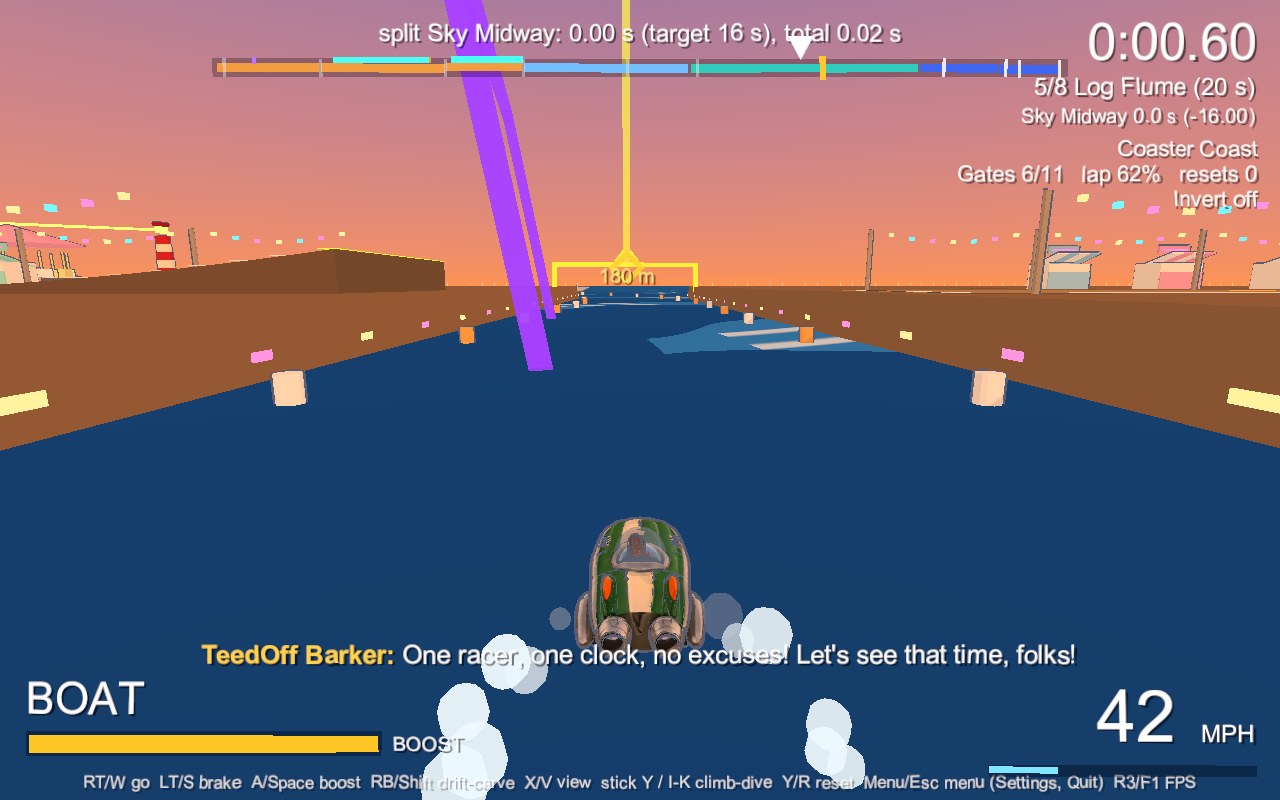 split Sky Midway: 0.00 s (target 16 s), total 0.02 s
0:00.60
5/8 Log Flume (20 s)
Sky Midway 0.0 s (-16.00)
Coaster Coast
Gates 6/11 lap 62% resets 0
Invert off
180 m
TeedOff Barker: One racer, one clock, no excuses! Let's see that time, folks!
BOAT
BOOST
42 MPH
RT/W go LT/S brake A/Space boost RB/Shift drift-carve X/V view stick Y / I-K climb-dive Y/R reset Menu/Esc menu (Settings, Quit) R3/F1 FPS